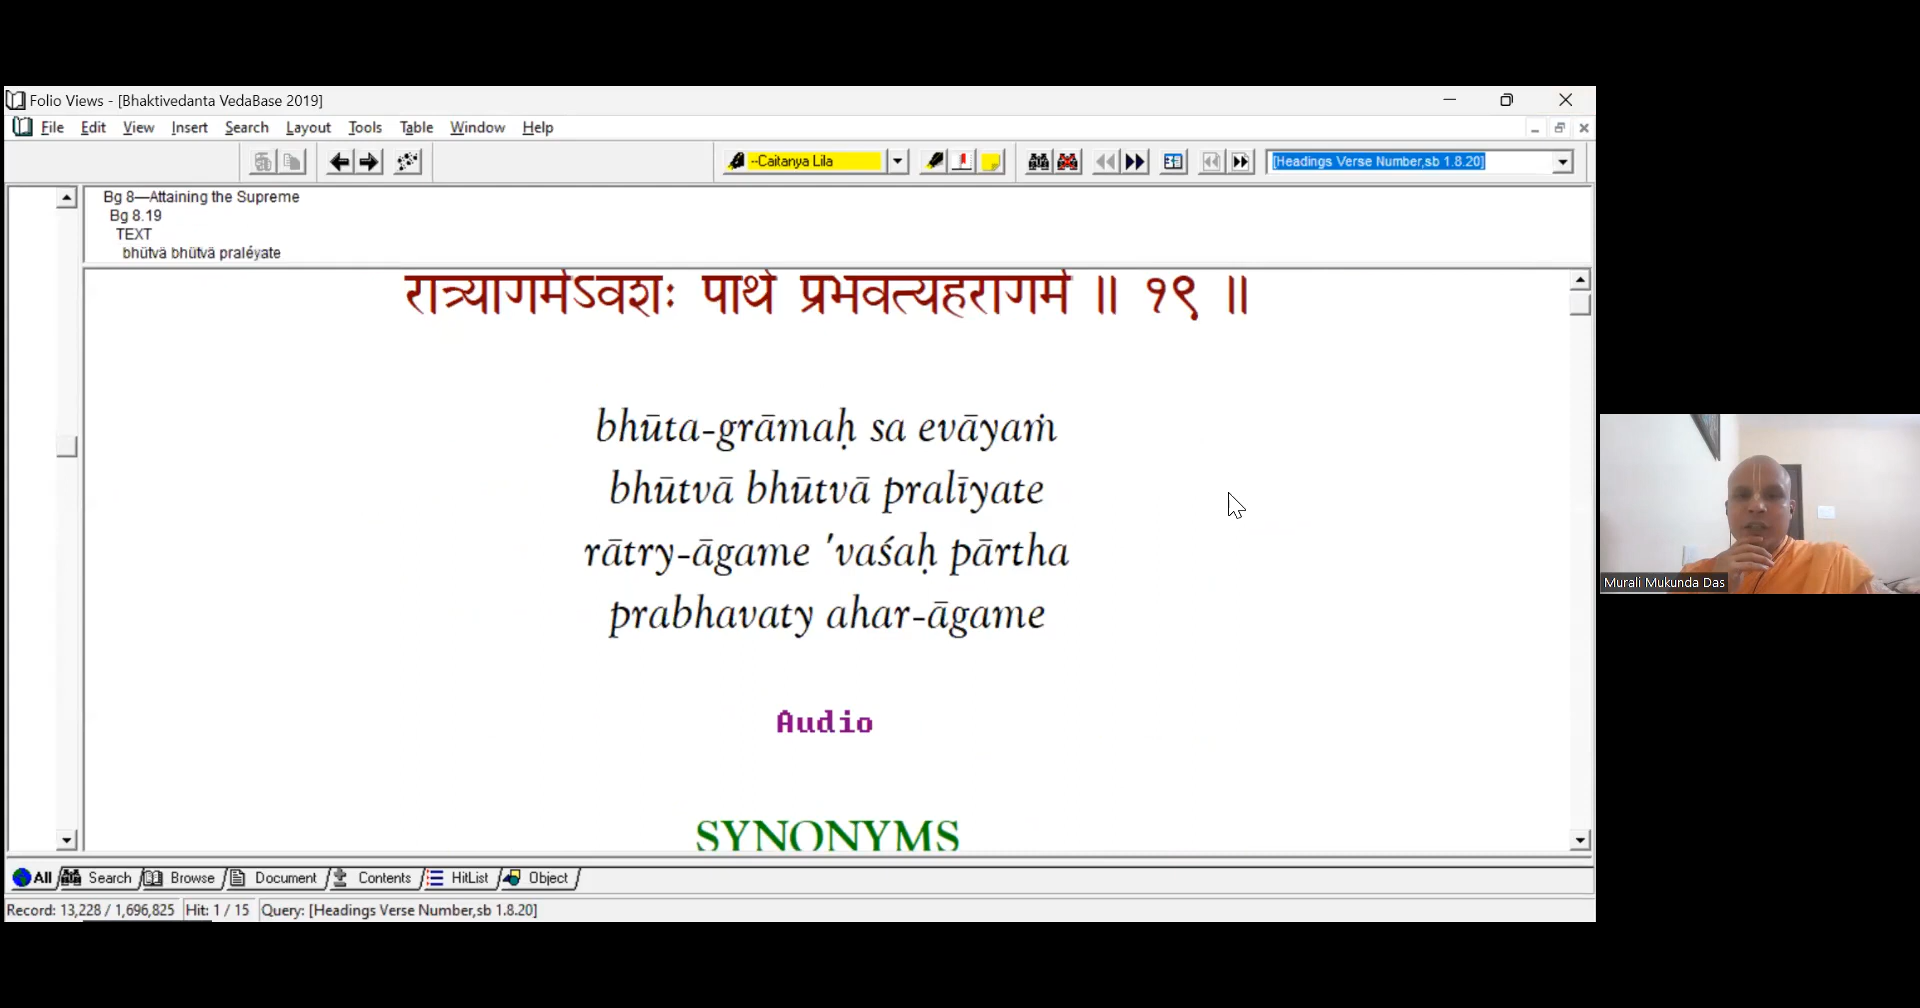 Folio Views - [Bhaktivedanta VedaBase 2019]
File Edit View Insert Search Layout Tools Table Window Help
--Caitanya Lila
[Headings Verse Number,sb 1.8.20]
Bg 8—Attaining the Supreme
Bg 8.19
TEXT
bhütvä bhütvä praléyate
रात्र्यागमेऽवशः पार्थ प्रभवत्यहरागमे ॥ १९ ॥
bhūta-grāmaḥ sa evāyaṁ
bhūtvā bhūtvā pralīyate
rātry-āgame 'vaśaḥ pārtha
prabhavaty ahar-āgame
Audio
SYNONYMS
Murali Mukunda Das
All Search Browse Document Contents HitList Object
Record: 13,228 / 1,696,825 Hit: 1 / 15 Query: [Headings Verse Number,sb 1.8.20]